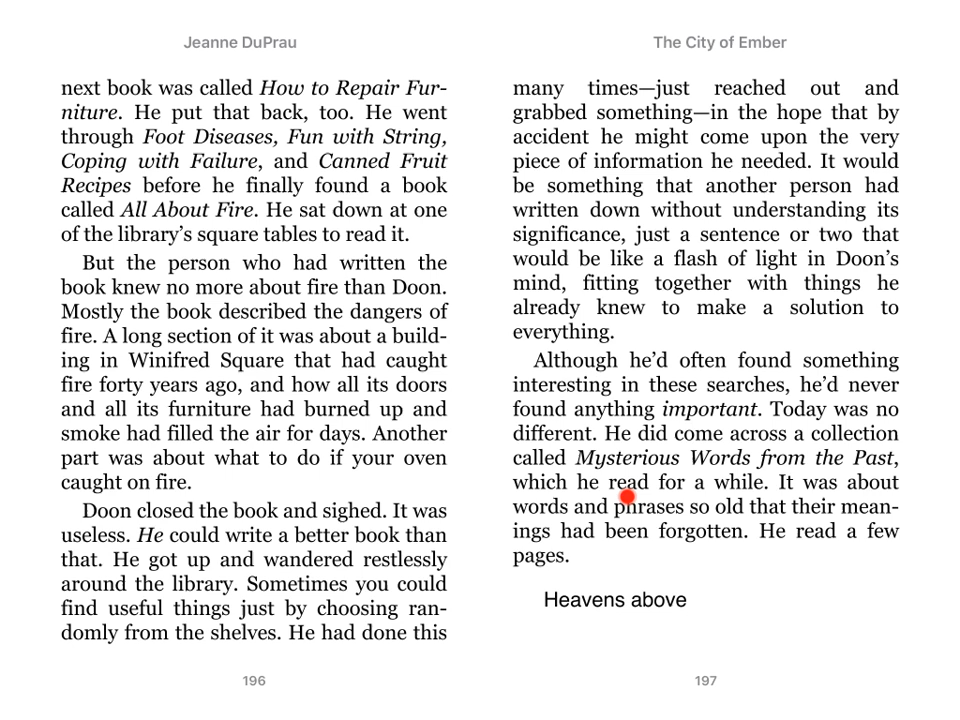 Jeanne DuPrau
next book was called How to Repair Fur-
niture. He put that back, too. He went
through Foot Diseases, Fun with String,
Coping with Failure, and Canned Fruit
Recipes before he finally found a book
called All About Fire. He sat down at one
of the library’s square tables to read it.
But the person who had written the
book knew no more about fire than Doon.
Mostly the book described the dangers of
fire. A long section of it was about a build-
ing in Winifred Square that had caught
fire forty years ago, and how all its doors
and all its furniture had burned up and
smoke had filled the air for days. Another
part was about what to do if your oven
caught on fire.
Doon closed the book and sighed. It was
useless. He could write a better book than
that. He got up and wandered restlessly
around the library. Sometimes you could
find useful things just by choosing ran-
domly from the shelves. He had done this
196
The City of Ember
many times—just reached out and
grabbed something—in the hope that by
accident he might come upon the very
piece of information he needed. It would
be something that another person had
written down without understanding its
significance, just a sentence or two that
would be like a flash of light in Doon’s
mind, fitting together with things he
already knew to make a solution to
everything.
Although he’d often found something
interesting in these searches, he’d never
found anything important. Today was no
different. He did come across a collection
called Mysterious Words from the Past,
which he read for a while. It was about
words and phrases so old that their mean-
ings had been forgotten. He read a few
pages.
Heavens above
197